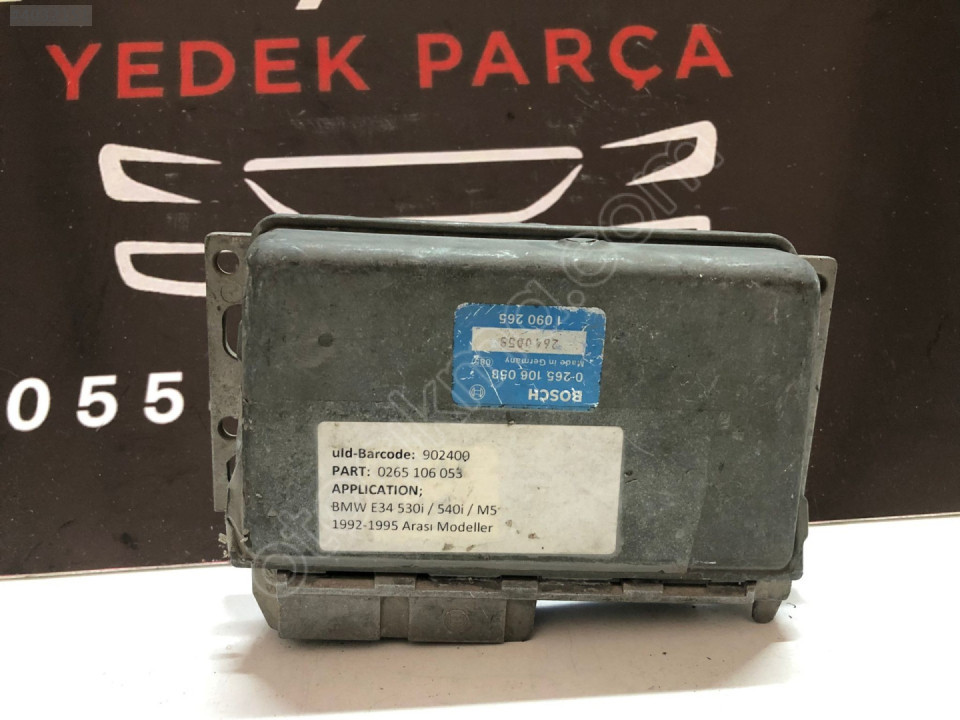 YEDEK PARÇA
055
BOSCH
0-265 106 058
Made in Germany
1 090 265
uld-Barcode: 902400
PART: 0265 106 053
APPLICATION;
BMW E34 530i / 540i / M5
1992-1995 Arası Modeller